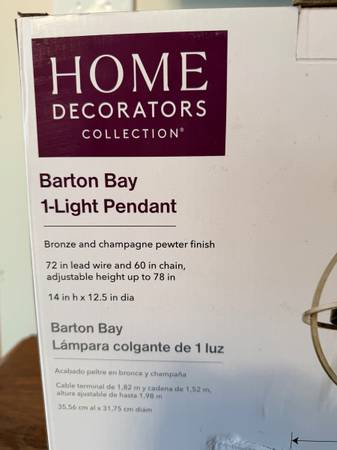 HOME
DECORATORS
COLLECTION®
Barton Bay
1-Light Pendant
Bronze and champagne pewter finish
72 in lead wire and 60 in chain,
adjustable height up to 78 in
14 in h x 12.5 in dia
Barton Bay
Lámpara colgante de 1 luz
Acabado peltre en bronce y champaña
Cable terminal de 1,82 m y cadena de 1,52 m,
altura ajustable de hasta 1,98 m
35,56 cm al x 31,75 cm diám